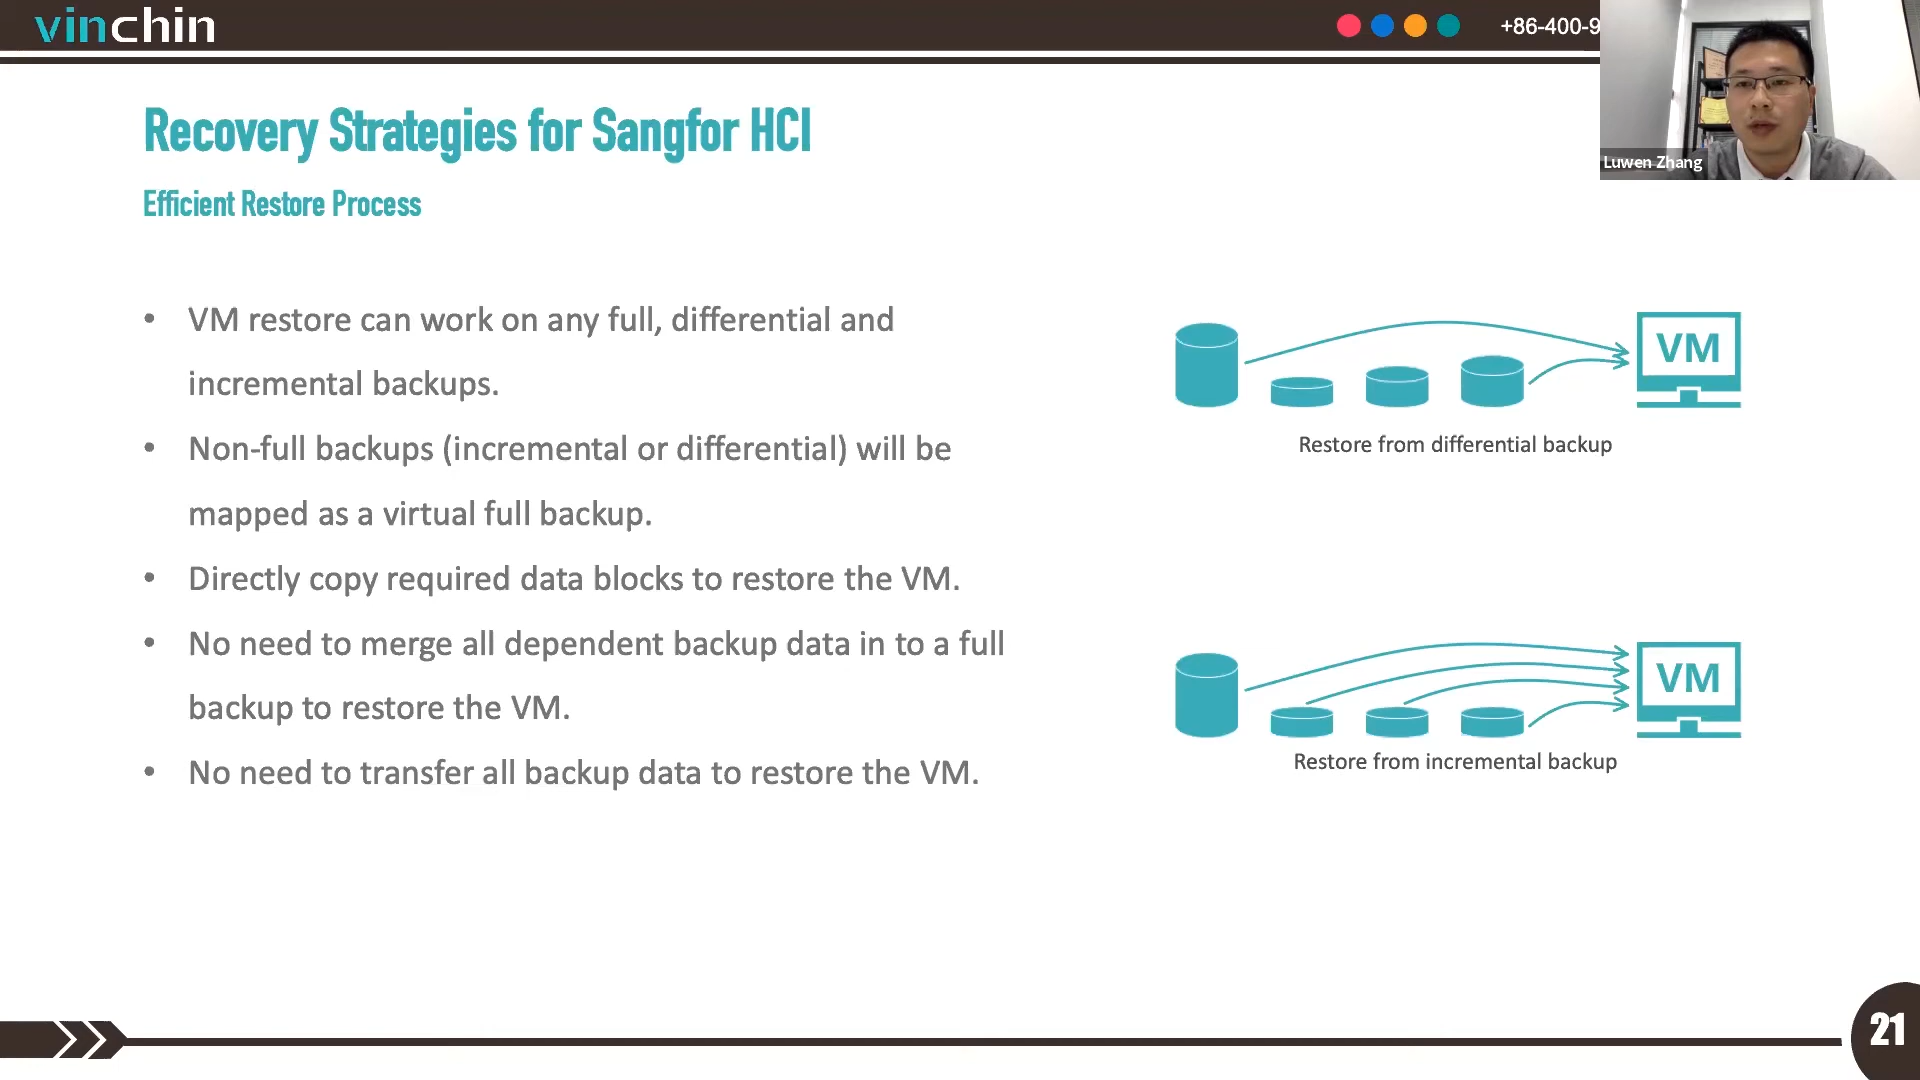 vinchin
+86-400-9
Luwen Zhang
Recovery Strategies for Sangfor HCI
Efficient Restore Process
• VM restore can work on any full, differential and
incremental backups.
• Non-full backups (incremental or differential) will be
mapped as a virtual full backup.
• Directly copy required data blocks to restore the VM.
• No need to merge all dependent backup data in to a full
backup to restore the VM.
• No need to transfer all backup data to restore the VM.
VM
Restore from differential backup
VM
Restore from incremental backup
21